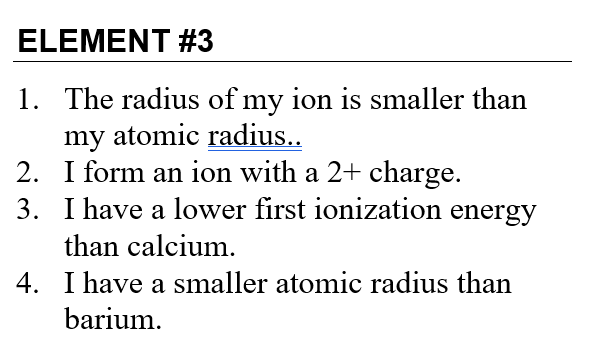 ELEMENT #3
1. The radius of my ion is smaller than
my atomic radius..
2. I form an ion with a 2+ charge.
3. I have a lower first ionization energy
than calcium.
4. I have a smaller atomic radius than
barium.